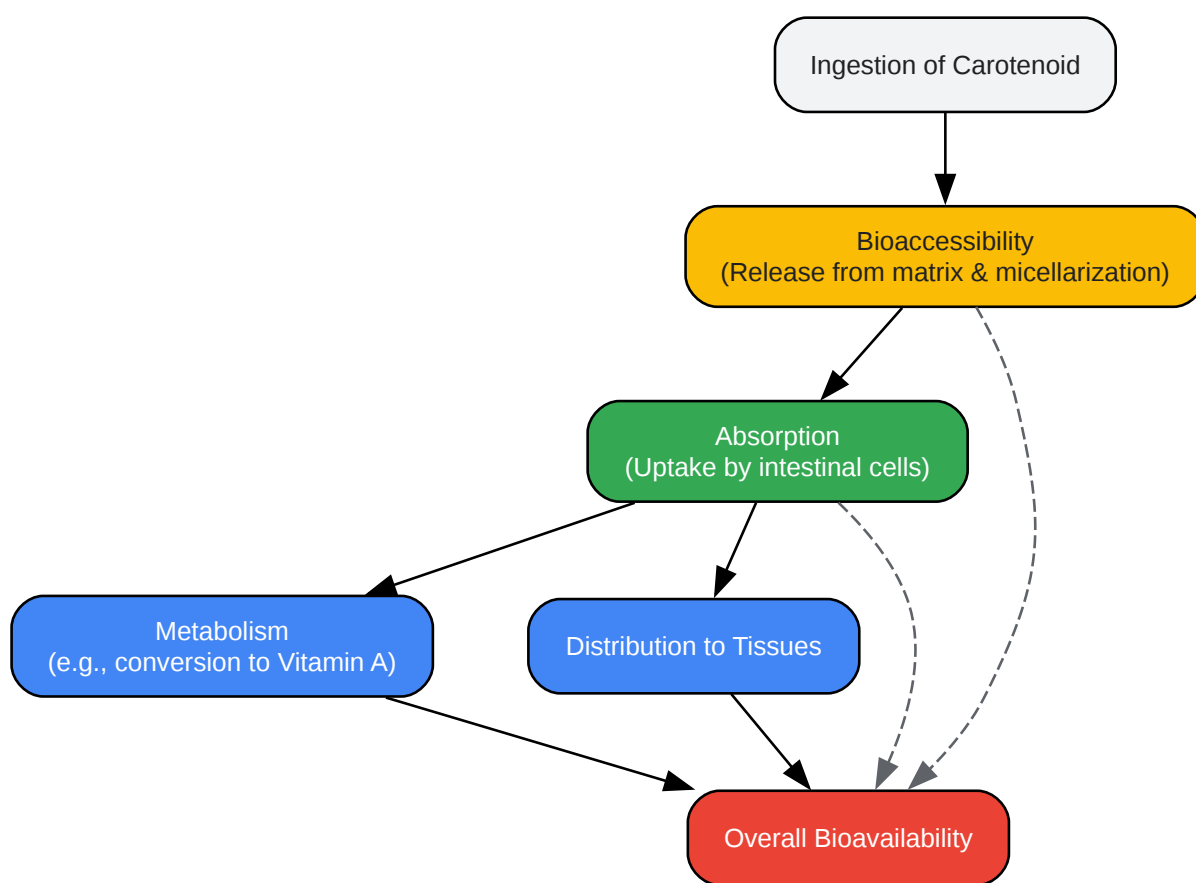 Ingestion of Carotenoid
Bioaccessibility
(Release from matrix & micellarization)
Absorption
(Uptake by intestinal cells)
Metabolism
(e.g., conversion to Vitamin A)
Distribution to Tissues
Overall Bioavailability